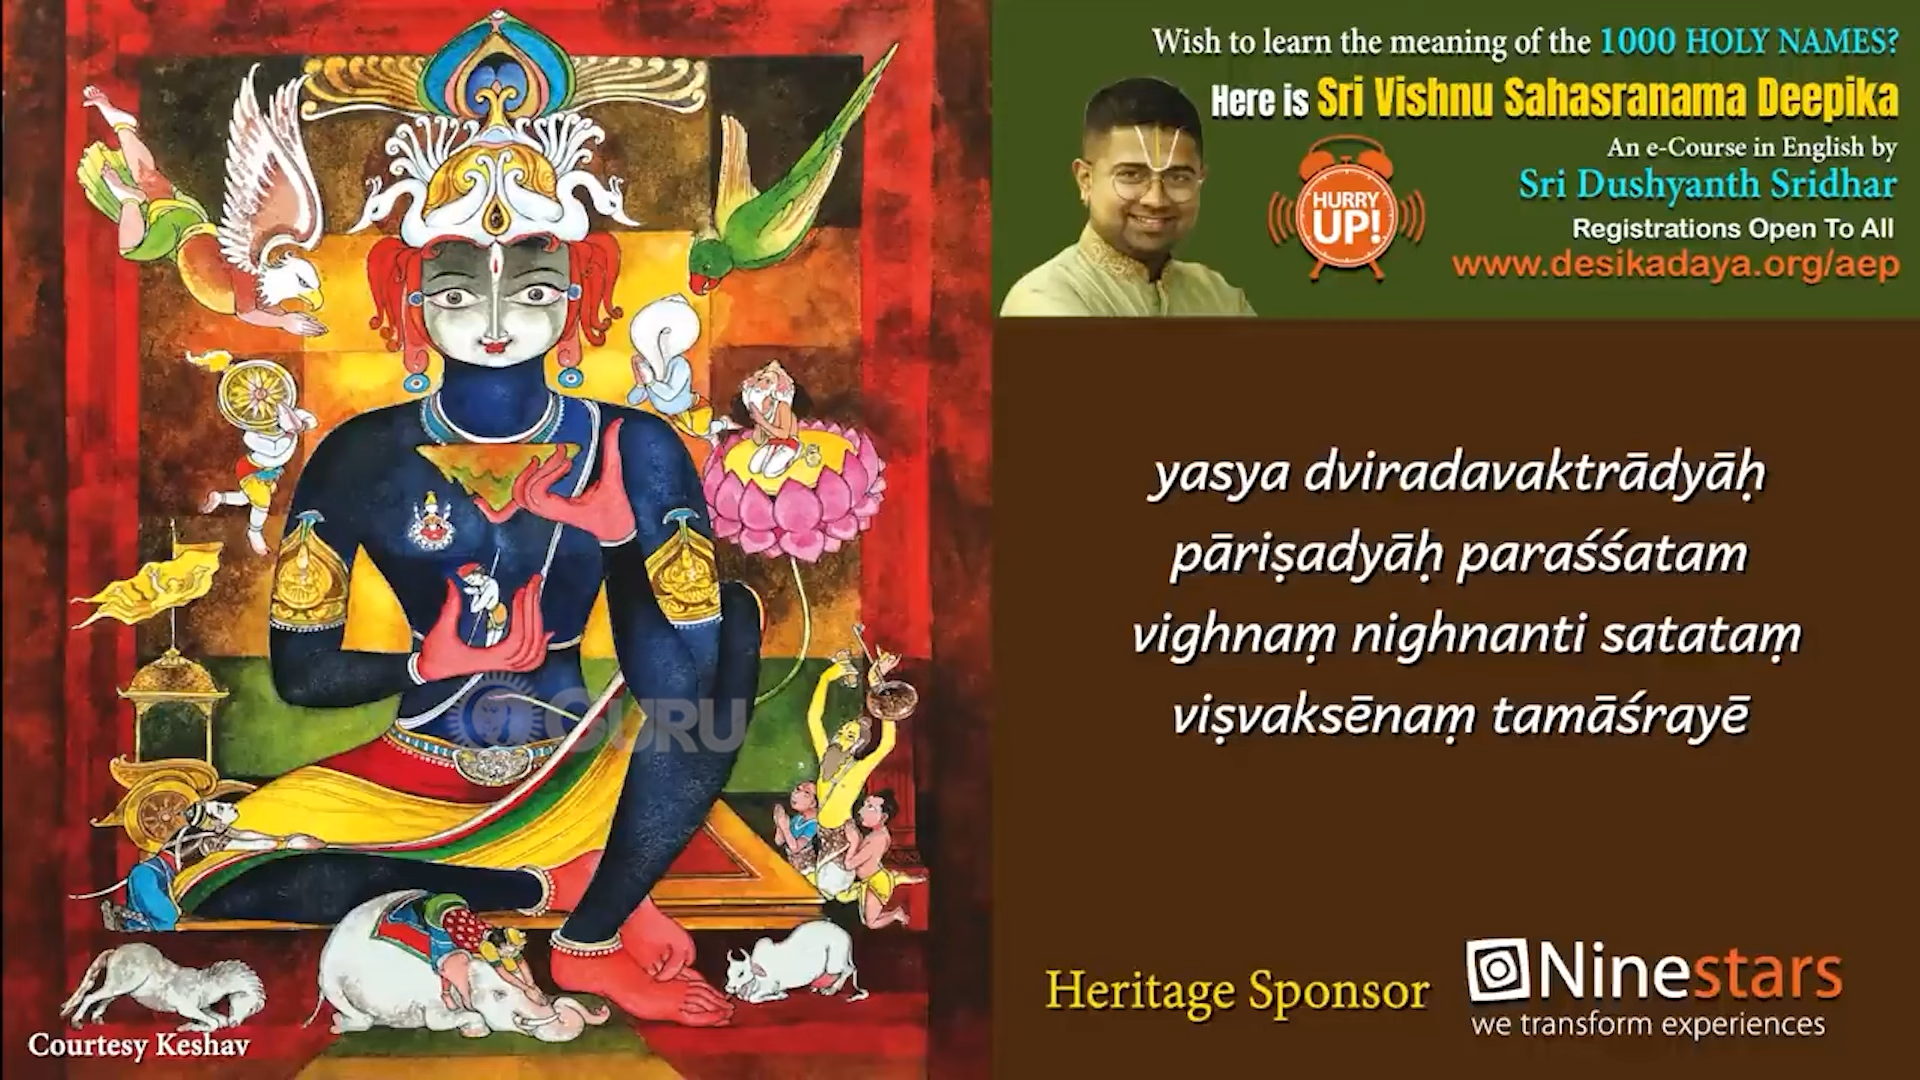 Wish to learn the meaning of the 1000 HOLY NAMES?
Here is Sri Vishnu Sahasranama Deepika
An e-Course in English by
Sri Dushyanth Sridhar
HURRY
UP!
Registrations Open To All
www.desikadaya.org/aep
yasya dviradavaktrādyāḥ
pāriṣadyāḥ paraśśatam
vighnaṃ nighnanti satataṃ
viṣvaksēnaṃ tamāśrayē
GURU
Heritage Sponsor
Ninestars
we transform experiences
Courtesy Keshav